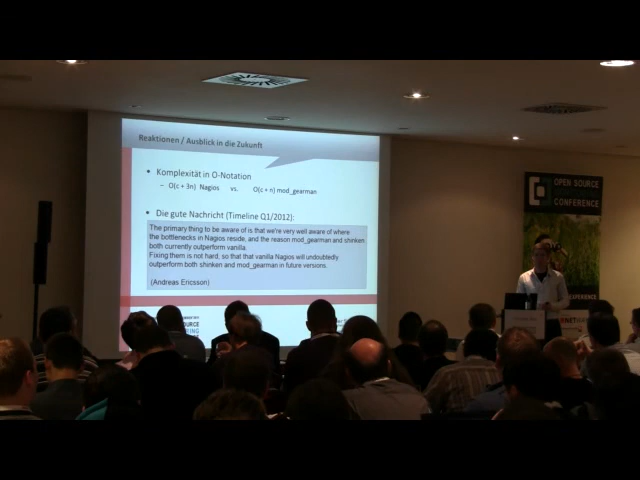 Reaktionen / Ausblick in die Zukunft
• Komplexität in O-Notation
– O(c + 3n) Nagios vs. O(c + n) mod_gearman
• Die gute Nachricht (Timeline Q1/2012):
The primary thing to be aware of is that we're very well aware of where
the bottlenecks in Nagios reside, and the reason mod_gearman and shinken
both currently outperform vanilla.
Fixing them is not hard, so that that vanilla Nagios will undoubtedly
outperform both shinken and mod_gearman in future versions.
(Andreas Ericsson)
OPEN SOURCE
CONFERENCE